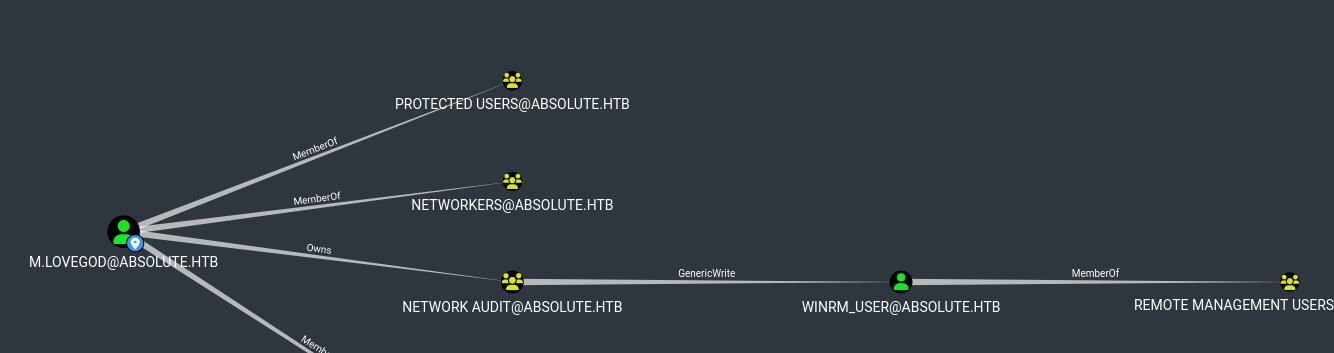 PROTECTED USERS@ABSOLUTE.HTB
MemberOf
MemberOf
NETWORKERS@ABSOLUTE.HTB
Owns
M.LOVEGOD@ABSOLUTE.HTB
GenericWrite
MemberOf
NETWORK AUDIT@ABSOLUTE.HTB
WINRM_USER@ABSOLUTE.HTB
REMOTE MANAGEMENT USERS